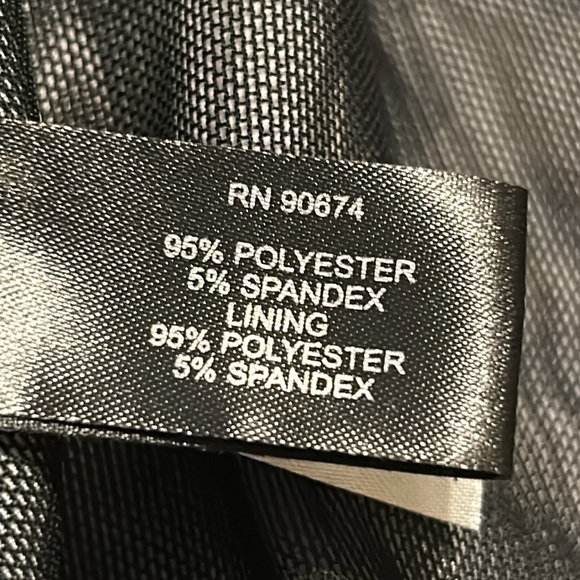 RN 90674
95% POLYESTER
5% SPANDEX
LINING
95% POLYESTER
5% SPANDEX